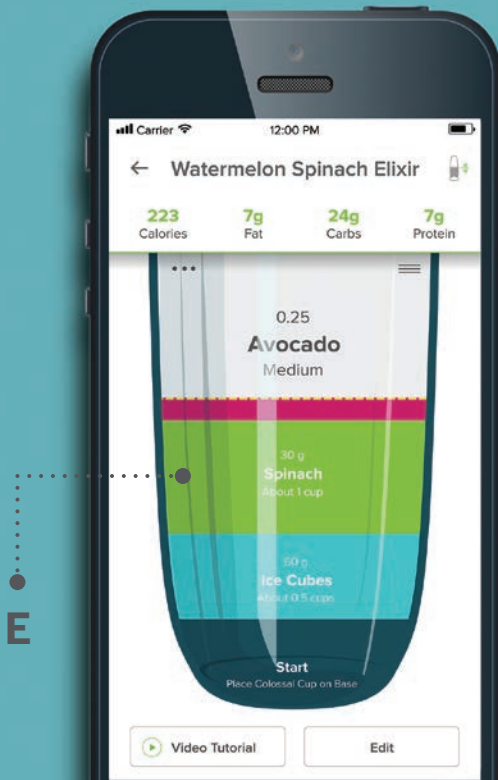 Carrier
12:00 PM
Watermelon Spinach Elixir
223 7g 24g 7g
Calories Fat Carbs Protein
0.25
Avocado
Medium
30 g
Spinach
About 1 cup
60 g
Ice Cubes
About 0.5 cups
E
Start
Place Colossal Cup on Base
Video Tutorial
Edit